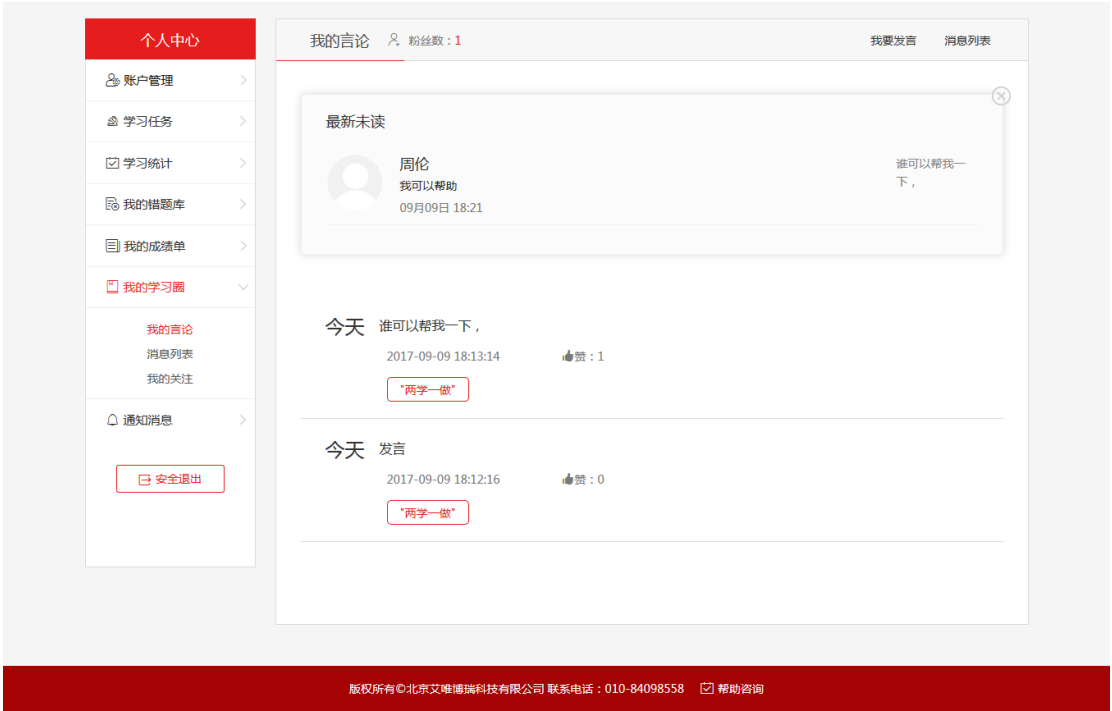 个人中心
账户管理
学习任务
学习统计
我的错题库
我的成绩单
我的学习圈
我的言论
消息列表
我的关注
通知消息
安全退出
我的言论 粉丝数：1 我要发言 消息列表
最新未读
周伦
我可以帮助
09月09日 18:21
谁可以帮我一
下，
今天 谁可以帮我一下，
2017-09-09 18:13:14 赞：1
"两学一做"
今天 发言
2017-09-09 18:12:16 赞：0
"两学一做"
版权所有©北京艾唯博瑞科技有限公司 联系电话：010-84098558 帮助咨询